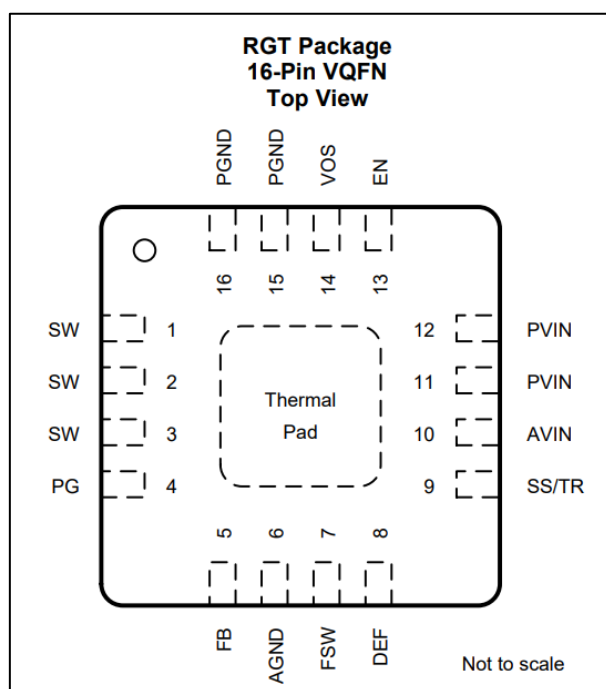 RGT Package
16-Pin VQFN
Top View
PGND
PGND
VOS
EN
16
15
14
13
SW
1
12
PVIN
SW
2
11
PVIN
SW
3
10
AVIN
PG
4
9
SS/TR
Thermal
Pad
5
6
7
8
FB
AGND
FSW
DEF
Not to scale